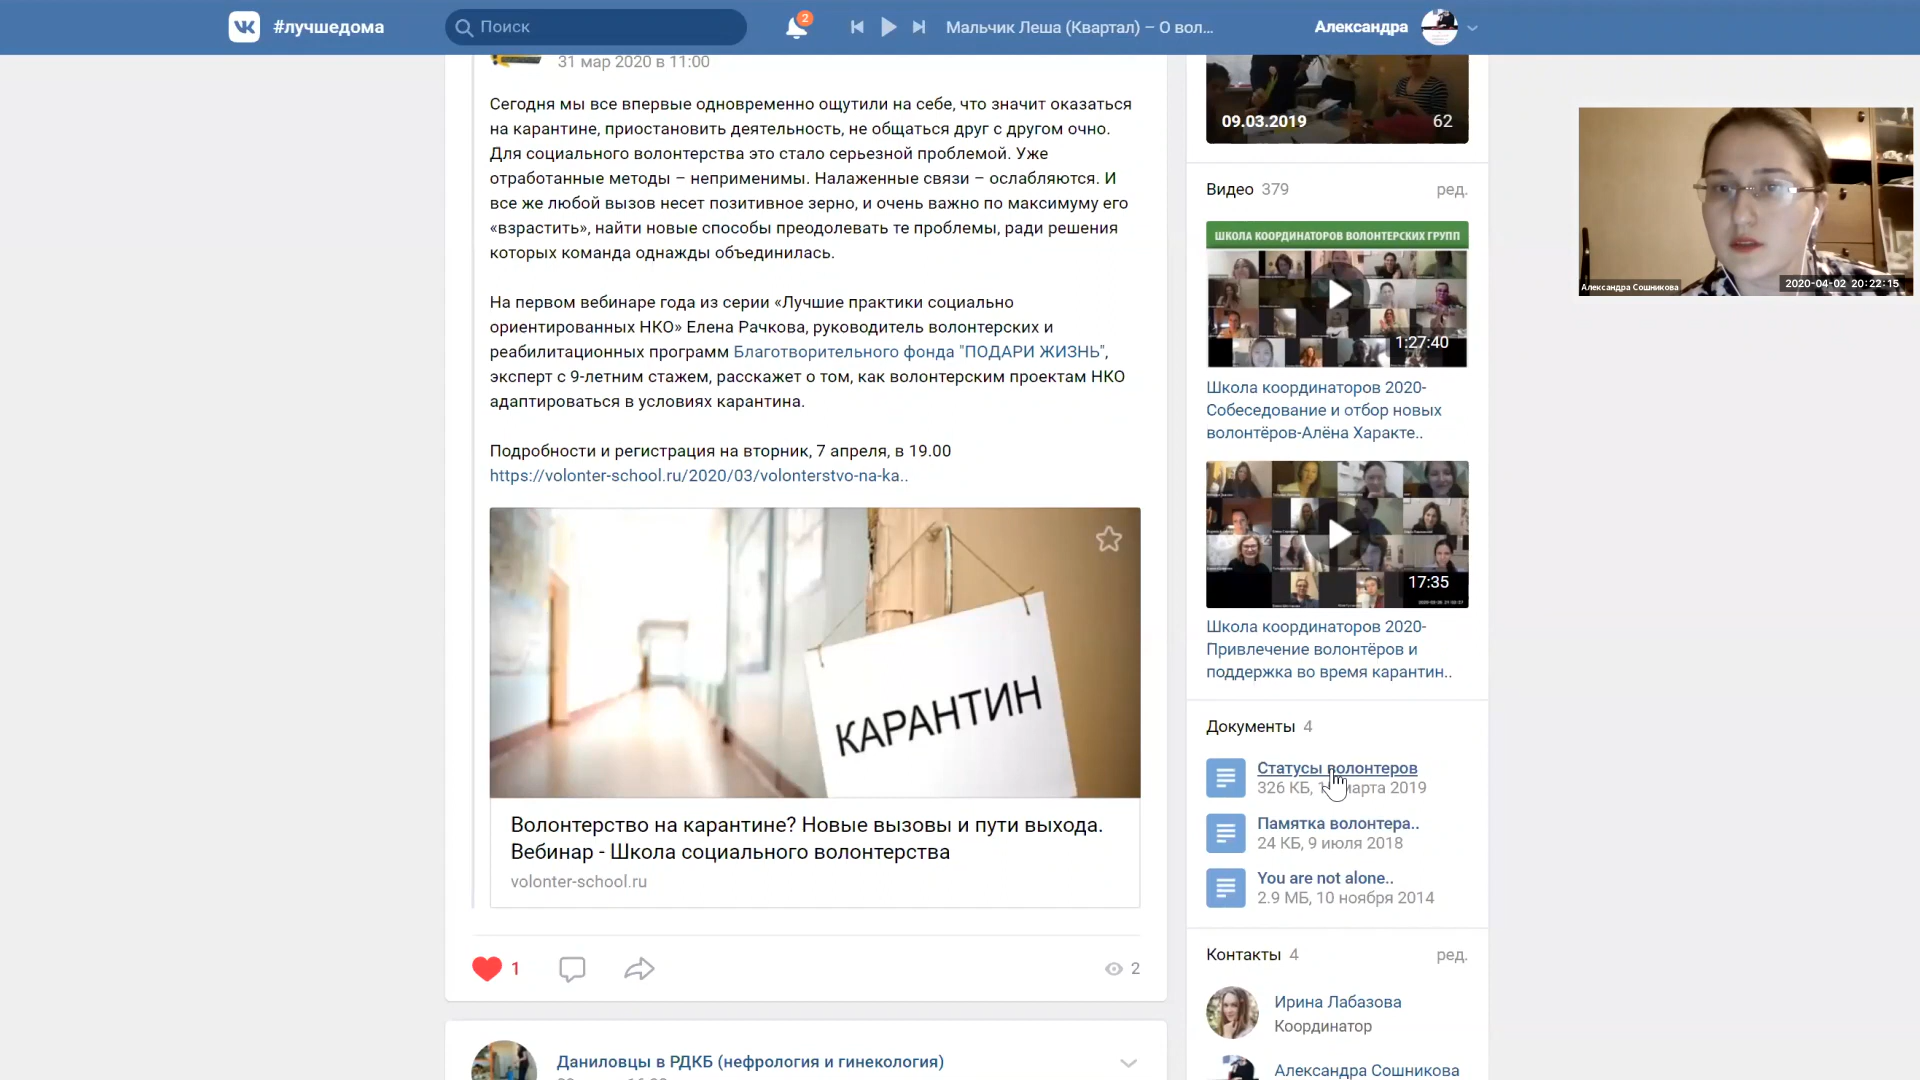 #лучшедома
Поиск
2
Мальчик Леша (Квартал) – О вол...
Александра
31 мар 2020 в 11:00
Сегодня мы все впервые одновременно ощутили на себе, что значит оказаться
на карантине, приостановить деятельность, не общаться друг с другом очно.
Для социального волонтерства это стало серьезной проблемой. Уже
отработанные методы – неприменимы. Налаженные связи – ослабляются. И
все же любой вызов несет позитивное зерно, и очень важно по максимуму его
«взрастить», найти новые способы преодолевать те проблемы, ради решения
которых команда однажды объединилась.
На первом вебинаре года из серии «Лучшие практики социально
ориентированных НКО» Елена Рачкова, руководитель волонтерских и
реабилитационных программ Благотворительного фонда "ПОДАРИ ЖИЗНЬ",
эксперт с 9-летним стажем, расскажет о том, как волонтерским проектам НКО
адаптироваться в условиях карантина.
Подробности и регистрация на вторник, 7 апреля, в 19.00
https://volonter-school.ru/2020/03/volonterstvo-na-ka..
КАРАНТИН
Волонтерство на карантине? Новые вызовы и пути выхода.
Вебинар - Школа социального волонтерства
volonter-school.ru
1
2
Даниловцы в РДКБ (нефрология и гинекология)
09.03.2019
62
Видео 379
ред.
ШКОЛА КООРДИНАТОРОВ ВОЛОНТЕРСКИХ ГРУПП
1:27:40
Школа координаторов 2020-
Собеседование и отбор новых
волонтёров-Алёна Характе..
17:35
Школа координаторов 2020-
Привлечение волонтёров и
поддержка во время карантин..
Документы 4
Статусы волонтеров
326 КБ, марта 2019
Памятка волонтера..
24 КБ, 9 июля 2018
You are not alone..
2.9 МБ, 10 ноября 2014
Контакты 4
ред.
Ирина Лабазова
Координатор
Александра Сошникова
Александра Сошникова
2020-04-02 20:22:15